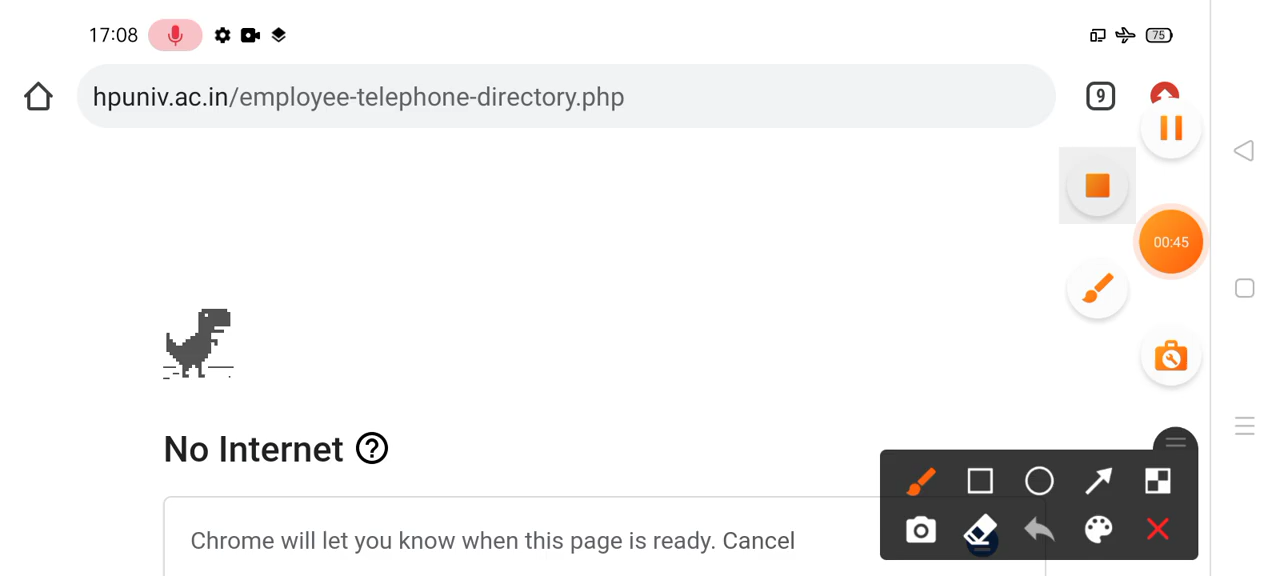 17:08
75
hpuniv.ac.in/employee-telephone-directory.php
9
00:45
No Internet
Chrome will let you know when this page is ready. Cancel